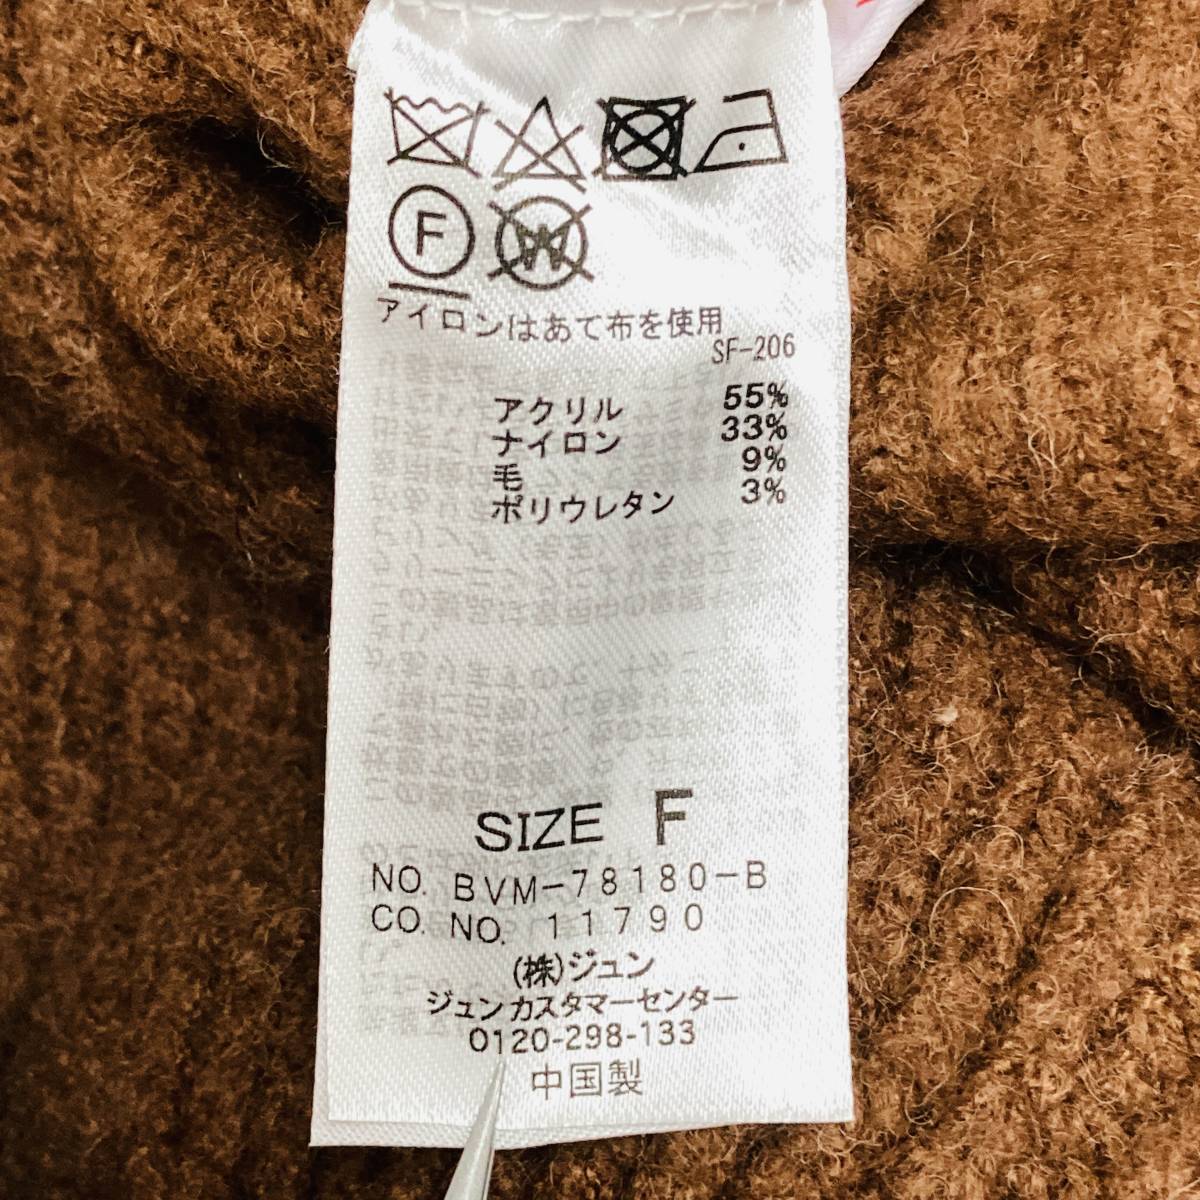 F
W
アイロンはあて布を使用
SF-206
アクリル 55%
ナイロン 33%
毛 9%
ポリウレタン 3%
SIZE F
NO. BVM-78180-B
CO. NO. 11790
(株)ジュン
ジュンカスタマーセンター
0120-298-133
中国製